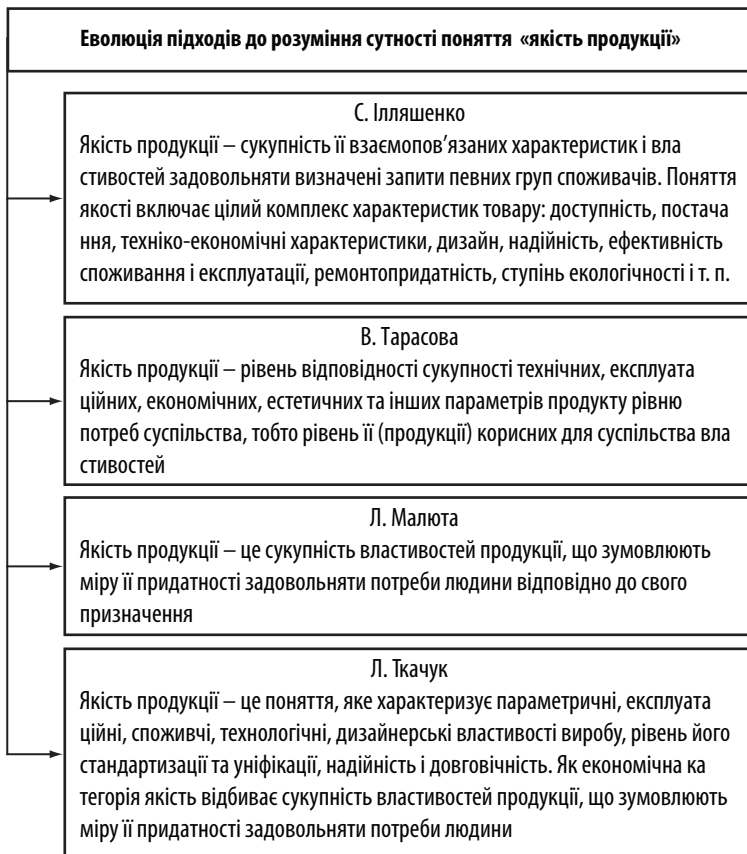 Еволюція підходів до розуміння сутності поняття «якість продукції»
С. Ілляшенко
Якість продукції – сукупність її взаємопов’язаних характеристик і вла
стивостей задовольняти визначені запити певних груп споживачів. Поняття
якості включає цілий комплекс характеристик товару: доступність, постача
ння, техніко-економічні характеристики, дизайн, надійність, ефективність
споживання і експлуатації, ремонтопридатність, ступінь екологічності і т. п.
В. Тарасова
Якість продукції – рівень відповідності сукупності технічних, експлуата
ційних, економічних, естетичних та інших параметрів продукту рівню
потреб суспільства, тобто рівень її (продукції) корисних для суспільства вла
стивостей
Л. Малюта
Якість продукції – це сукупність властивостей продукції, що зумовлюють
міру її придатності задовольняти потреби людини відповідно до свого
призначення
Л. Ткачук
Якість продукції – це поняття, яке характеризує параметричні, експлуата
ційні, споживчі, технологічні, дизайнерські властивості виробу, рівень його
стандартизації та уніфікації, надійність і довговічність. Як економічна ка
тегорія якість відбиває сукупність властивостей продукції, що зумовлюють
міру її придатності задовольняти потреби людини